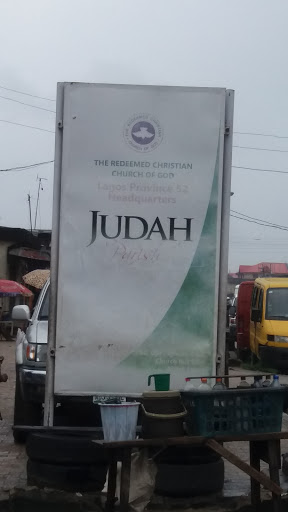 THE REDEEMED CHRISTIAN
CHURCH OF GOD
Lagos Province 52
Headquarters
JUDAH
Parish